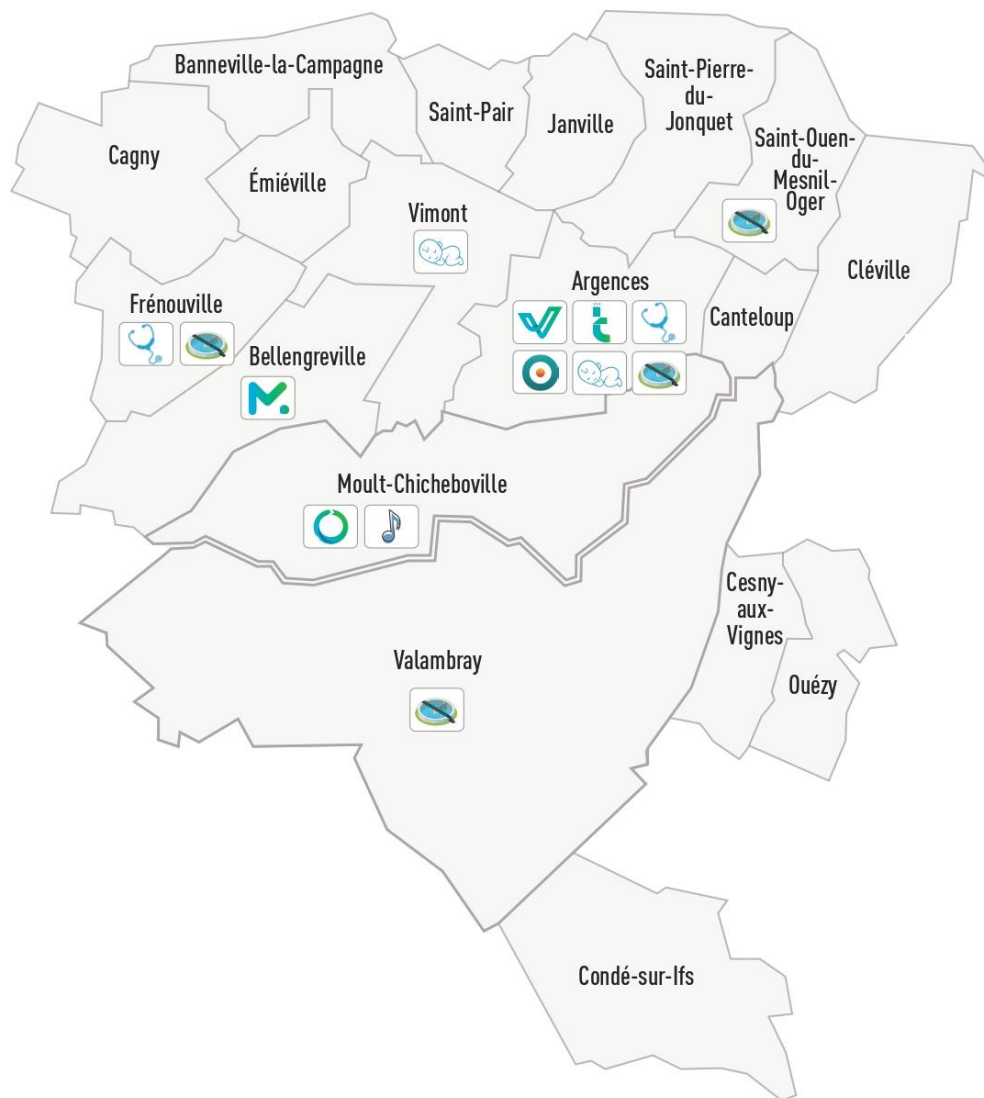 Banneville-la-Campagne
Saint-Pair
Janville
Saint-Pierre-
du-
Jonquet
Saint-Ouen-
du-
Mesnil-
Oger
Cagny
Émiéville
Vimont
Cléville
Argences
Canteloup
Frénouville
Bellengreville
Moult-Chicheboville
Cesny-
aux-
Vignes
Ouézy
Valambray
Condé-sur-Ifs